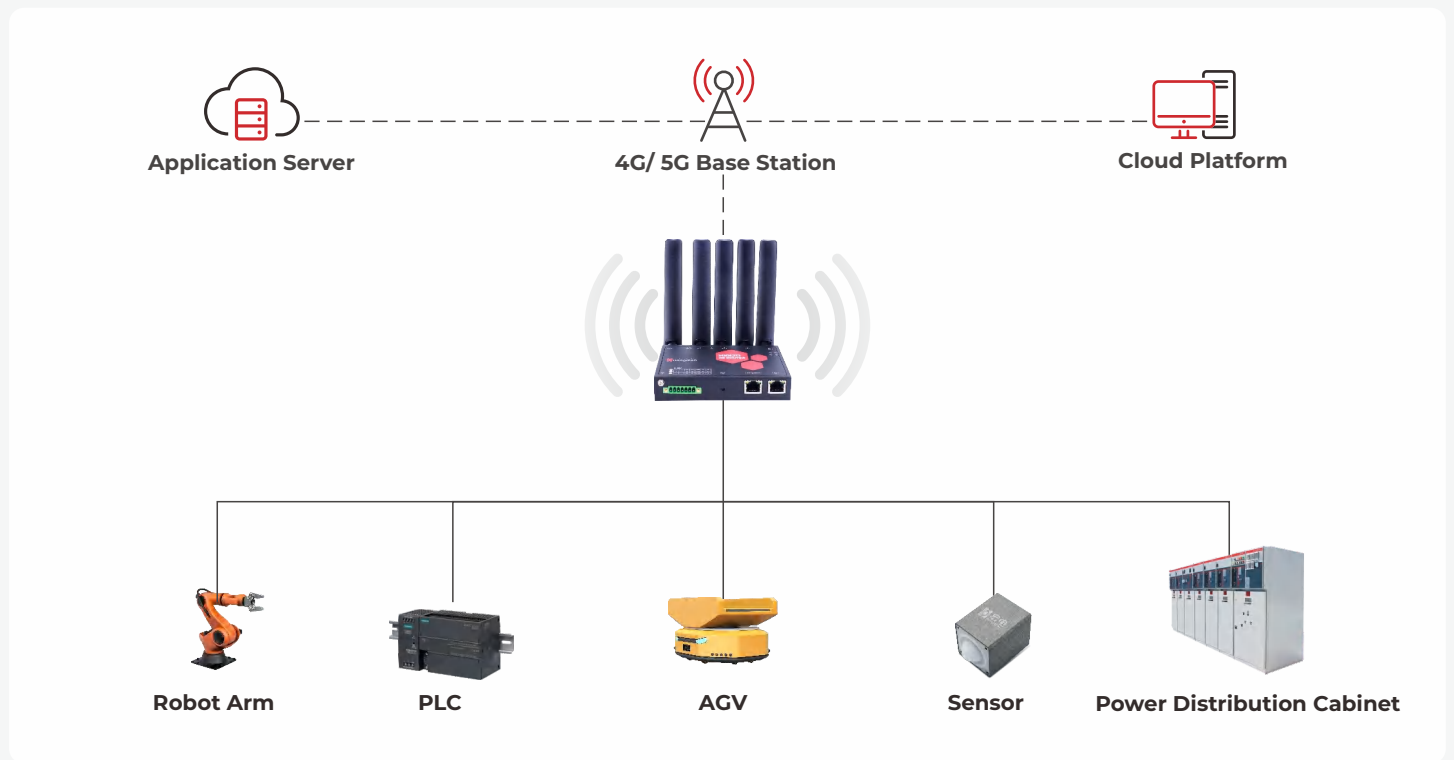 Application Server
4G/ 5G Base Station
Cloud Platform
Robot Arm
PLC
AGV
Sensor
Power Distribution Cabinet